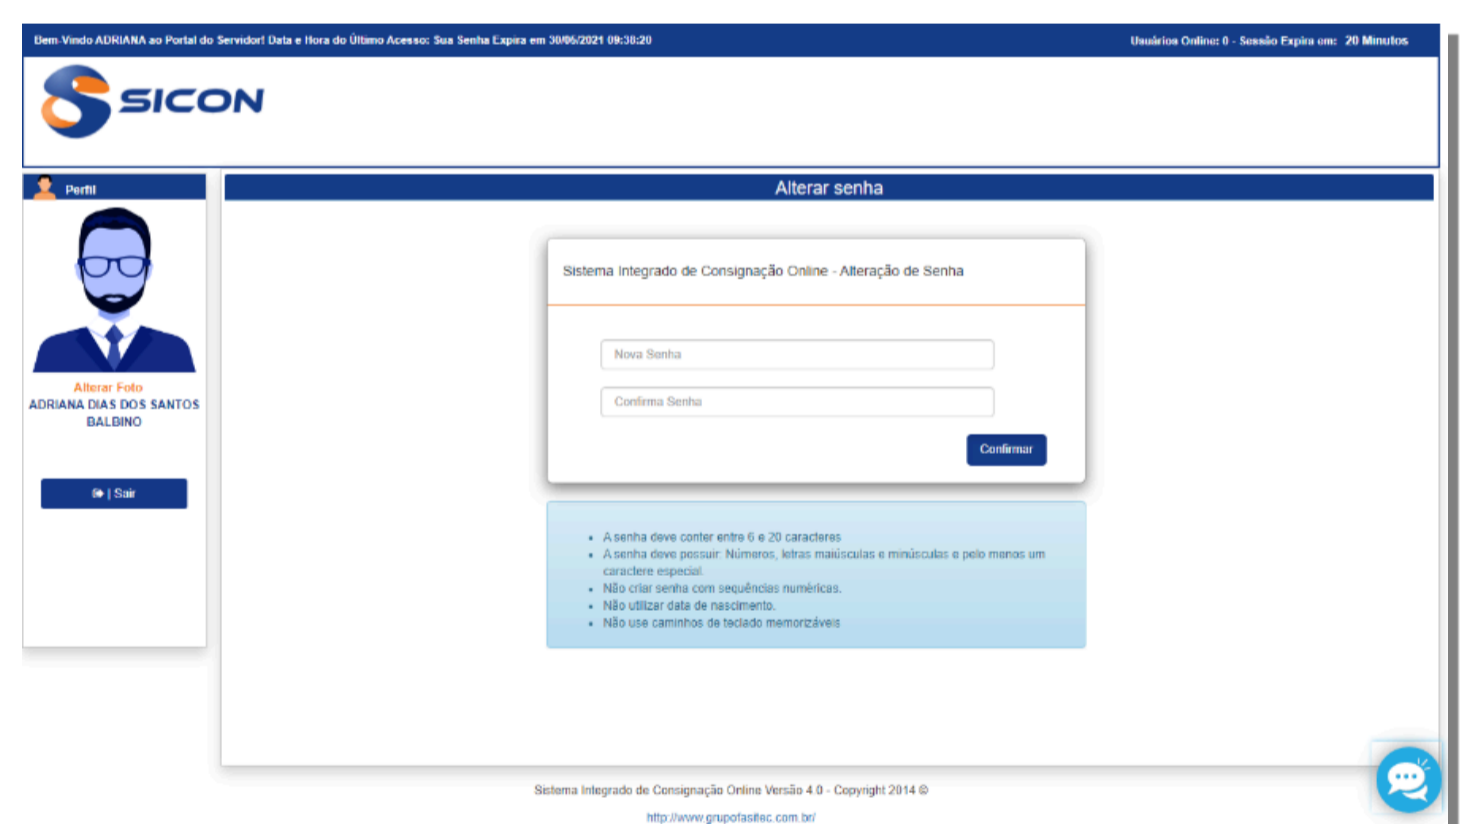 Bem-Vindo ADRIANA ao Portal do Servidor! Data e Hora do Último Acesso: Sua Senha Expira em 30/06/2021 09:38:20
Usuários Online: 0 - Sessão Expira em: 20 Minutos
SICON
Perfil
Alterar senha
Sistema Integrado de Consignação Online - Alteração de Senha
Nova Senha
Confirma Senha
Confirmar
Alterar Foto
ADRIANA DIAS DOS SANTOS
BALBINO
| Sair
• A senha deve conter entre 6 e 20 caracteres
• A senha deve possuir: Números, letras maiúsculas e minúsculas e pelo menos um
caractere especial.
• Não criar senha com sequências numéricas.
• Não utilizar data de nascimento.
• Não use caminhos de teclado memorizáveis
Sistema Integrado de Consignação Online Versão 4.0 - Copyright 2014 ©
http://www.grupofasitec.com.br/